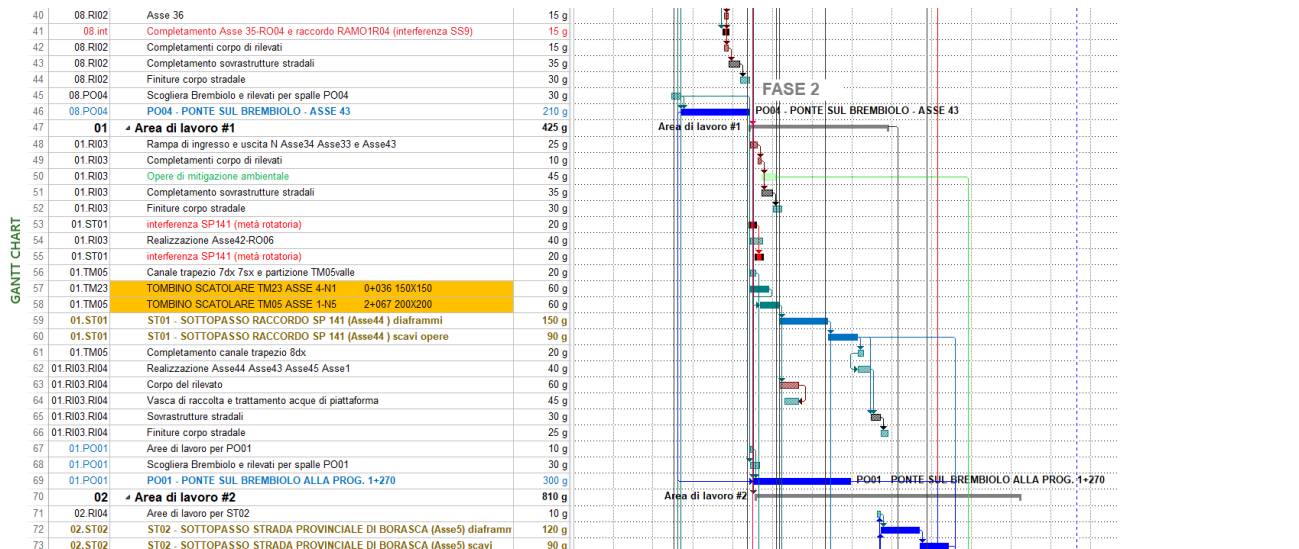 GANTT CHART
40 08.RI02 Asse 36 15 g
41 08.int Completamento Asse 35-RO04 e raccordo RAMO1R04 (interferenza SS9) 15 g
42 08.RI02 Completamenti corpo di rilevati 15 g
43 08.RI02 Completamento sovrastrutture stradali 35 g
44 08.RI02 Finiture corpo stradale 30 g
FASE 2
45 08.PO04 Scogliera Brembiolo e rilevati per spalle PO04 30 g
46 08.PO04 PO04 - PONTE SUL BREMBIOLO - ASSE 43 210 g PO04 - PONTE SUL BREMBIOLO - ASSE 43
47 01 Area di lavoro #1 425 g Area di lavoro #1
48 01.RI03 Rampa di ingresso e uscita N Asse34 Asse33 e Asse43 25 g
49 01.RI03 Completamenti corpo di rilevati 10 g
50 01.RI03 Opere di mitigazione ambientale 45 g
51 01.RI03 Completamento sovrastrutture stradali 35 g
52 01.RI03 Finiture corpo stradale 30 g
53 01.ST01 interferenza SP141 (metà rotatoria) 20 g
54 01.RI03 Realizzazione Asse42-RO06 40 g
55 01.ST01 interferenza SP141 (metà rotatoria) 20 g
56 01.TM05 Canale trapezio 7dx 7sx e partizione TM05valle 20 g
57 01.TM23 TOMBINO SCATOLARE TM23 ASSE 4-N1 0+036 150X150 60 g
58 01.TM05 TOMBINO SCATOLARE TM05 ASSE 1-N5 2+067 200X200 60 g
59 01.ST01 ST01 - SOTTOPASSO RACCORDO SP 141 (Asse44 ) diaframmi 150 g
60 01.ST01 ST01 - SOTTOPASSO RACCORDO SP 141 (Asse44 ) scavi opere 90 g
61 01.TM05 Completamento canale trapezio 8dx 20 g
62 01.RI03.RI04 Realizzazione Asse44 Asse43 Asse45 Asse1 40 g
63 01.RI03.RI04 Corpo del rilevato 60 g
64 01.RI03.RI04 Vasca di raccolta e trattamento acque di piattaforma 45 g
65 01.RI03.RI04 Sovrastrutture stradali 30 g
66 01.RI03.RI04 Finiture corpo stradale 25 g
67 01.PO01 Aree di lavoro per PO01 10 g
68 01.PO01 Scogliera Brembiolo e rilevati per spalle PO01 30 g
69 01.PO01 PO01 - PONTE SUL BREMBIOLO ALLA PROG. 1+270 300 g PO01 PONTE SUL BREMBIOLO ALLA PROG. 1+270
70 02 Area di lavoro #2 810 g Area di lavoro #2
71 02.RI04 Aree di lavoro per ST02 10 g
72 02.ST02 ST02 - SOTTOPASSO STRADA PROVINCIALE DI BORASCA (Asse5) diaframm 120 g
73 02.ST02 ST02 - SOTTOPASSO STRADA PROVINCIALE DI BORASCA (Asse5) scavi 90 g